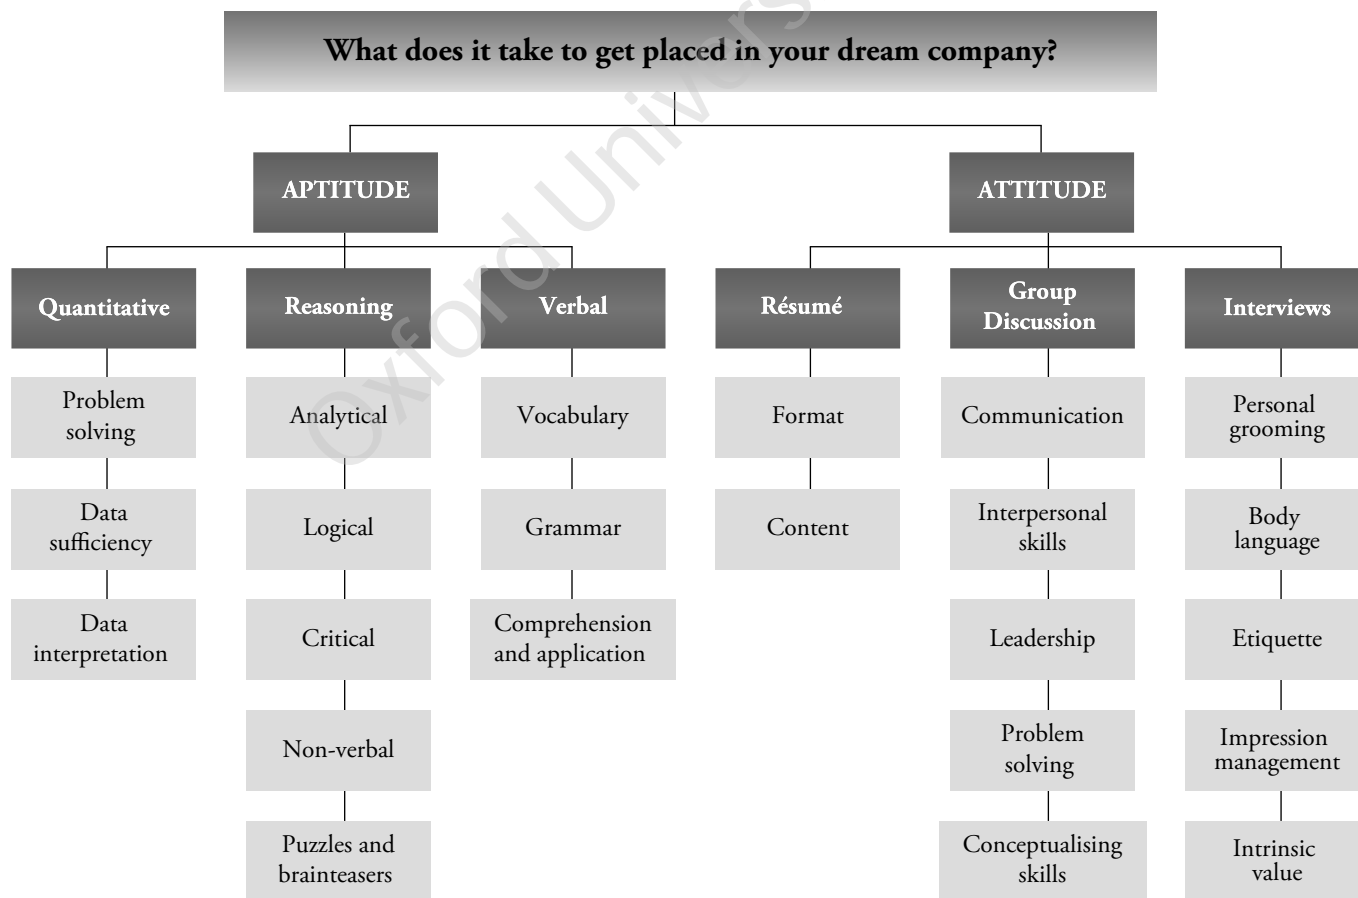 What does it take to get placed in your dream company?
APTITUDE
ATTITUDE
Quantitative
Reasoning
Verbal
Résumé
Group
Discussion
Interviews
Problem
solving
Data
sufficiency
Data
interpretation
Analytical
Logical
Critical
Non-verbal
Puzzles and
brainteasers
Vocabulary
Grammar
Comprehension
and application
Format
Content
Communication
Interpersonal
skills
Leadership
Problem
solving
Conceptualising
skills
Personal
grooming
Body
language
Etiquette
Impression
management
Intrinsic
value
Oxford Univers